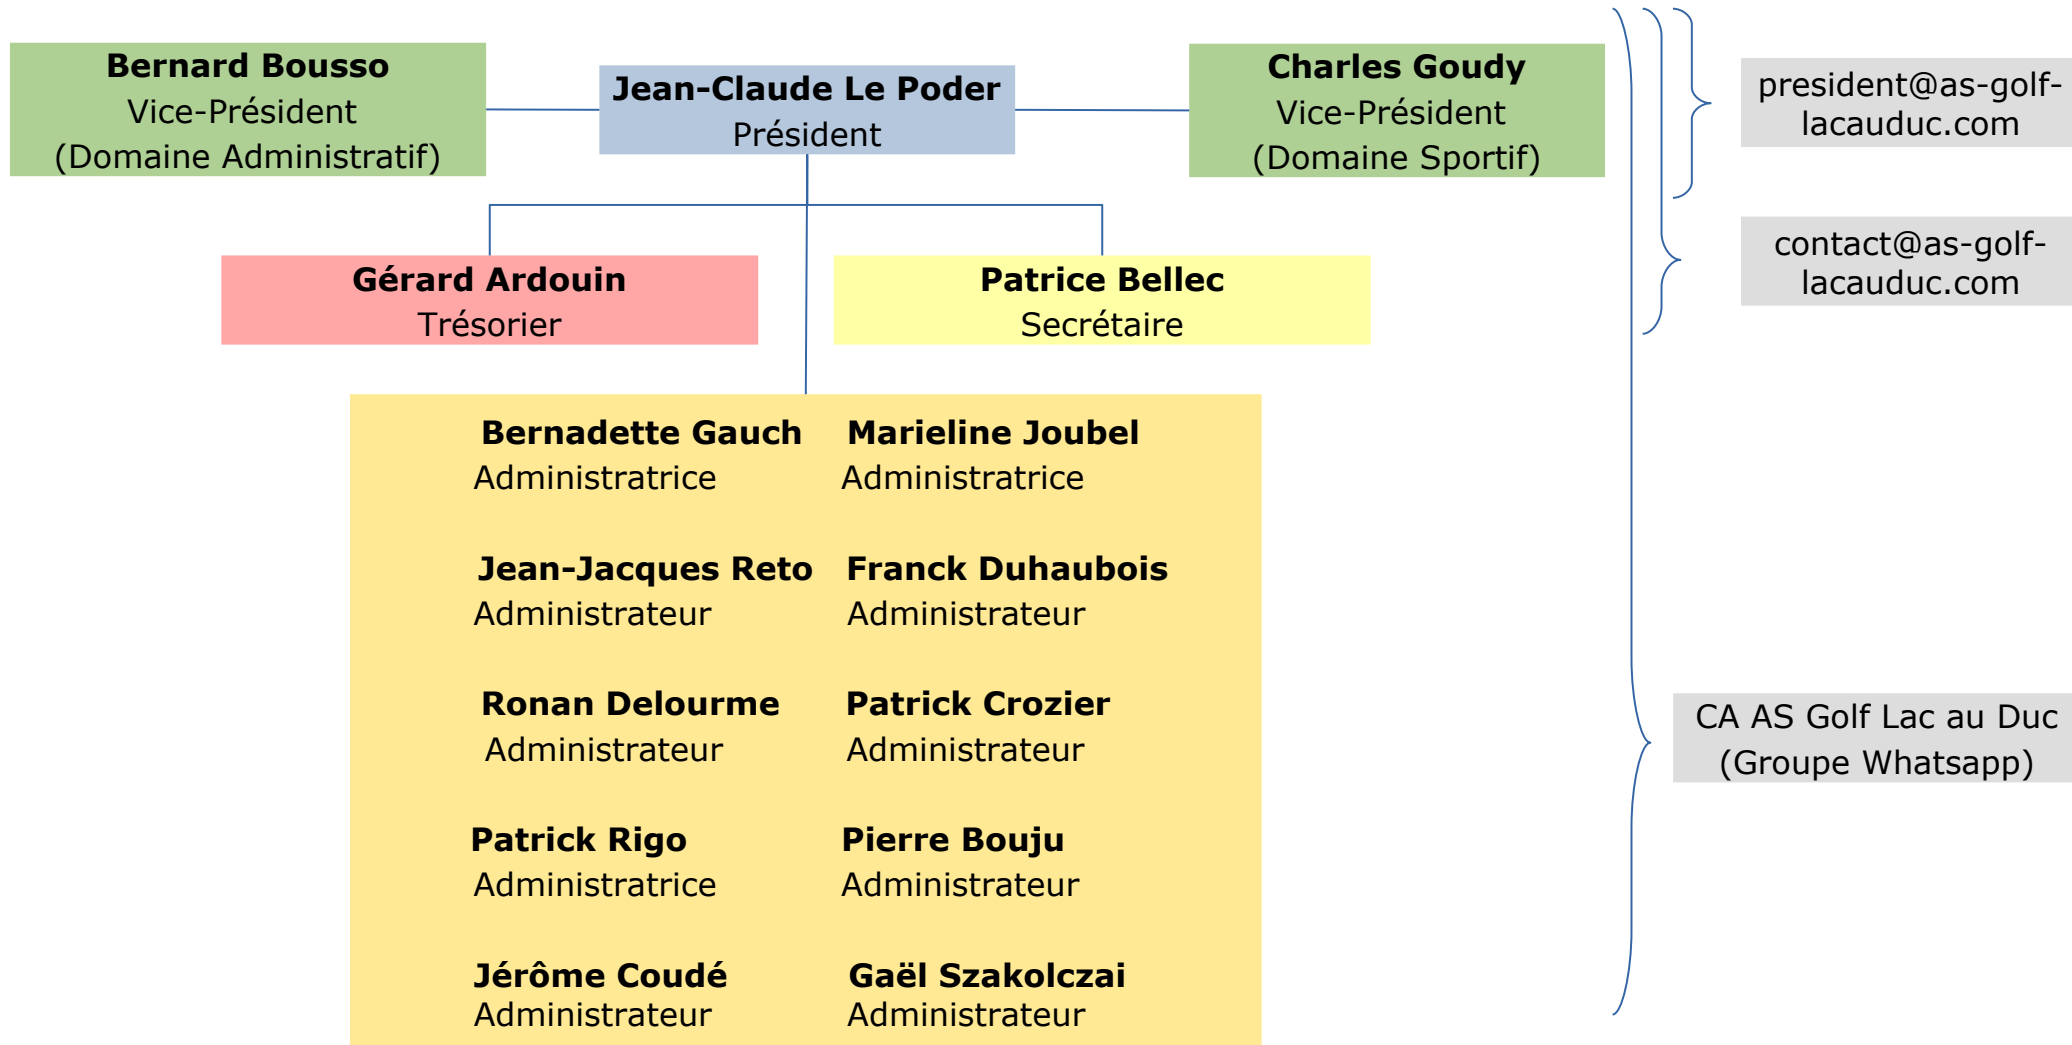 Bernard Bousso
Vice-Président
(Domaine Administratif)
Jean-Claude Le Poder
Président
Charles Goudy
Vice-Président
(Domaine Sportif)
president@as-golf-
lacauduc.com
contact@as-golf-
lacauduc.com
Gérard Ardouin
Trésorier
Patrice Bellec
Secrétaire
Bernadette Gauch
Administratrice
Marieline Joubel
Administratrice
Jean-Jacques Reto
Administrateur
Franck Duhaubois
Administrateur
Ronan Delourme
Administrateur
Patrick Crozier
Administrateur
CA AS Golf Lac au Duc
(Groupe Whatsapp)
Patrick Rigo
Administratrice
Pierre Bouju
Administrateur
Jérôme Coudé
Administrateur
Gaël Szakolczai
Administrateur